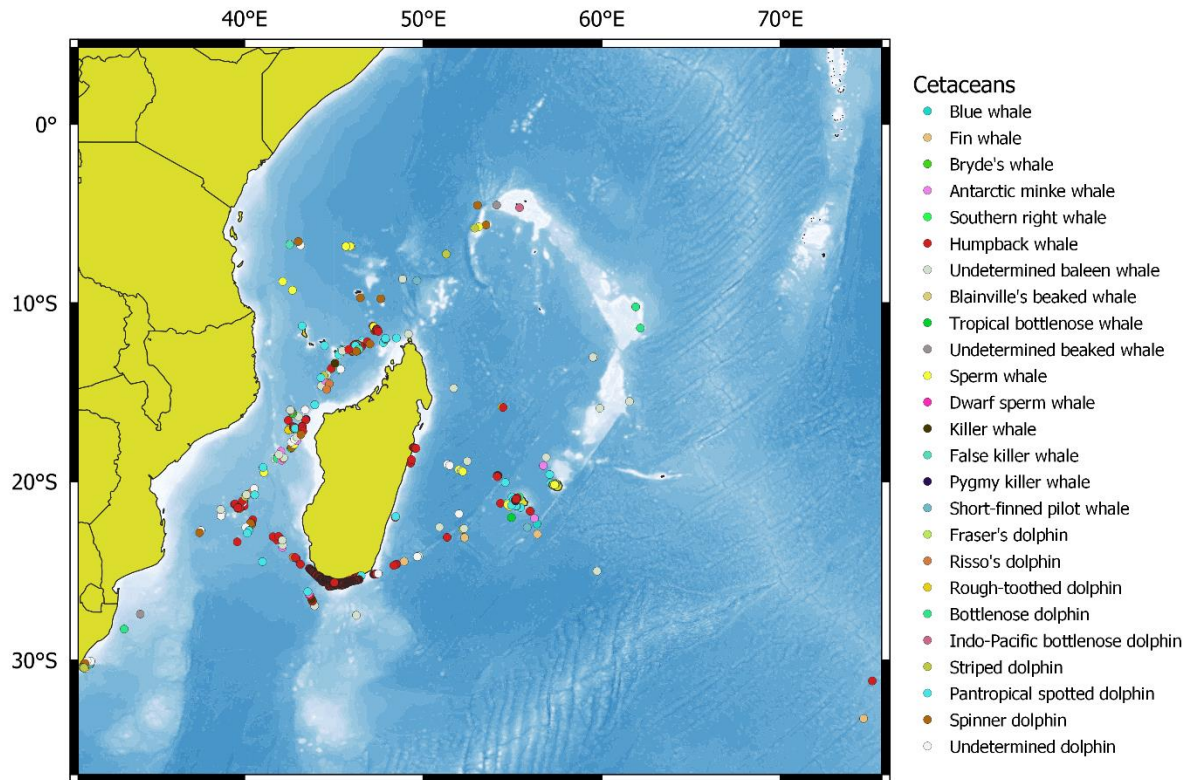 40°E 50°E 60°E 70°E
0°
10°S
20°S
30°S
Cetaceans
Blue whale
Fin whale
Bryde's whale
Antarctic minke whale
Southern right whale
Humpback whale
Undetermined baleen whale
Blainville's beaked whale
Tropical bottlenose whale
Undetermined beaked whale
Sperm whale
Dwarf sperm whale
Killer whale
False killer whale
Pygmy killer whale
Short-finned pilot whale
Fraser's dolphin
Risso's dolphin
Rough-toothed dolphin
Bottlenose dolphin
Indo-Pacific bottlenose dolphin
Striped dolphin
Pantropical spotted dolphin
Spinner dolphin
Undetermined dolphin